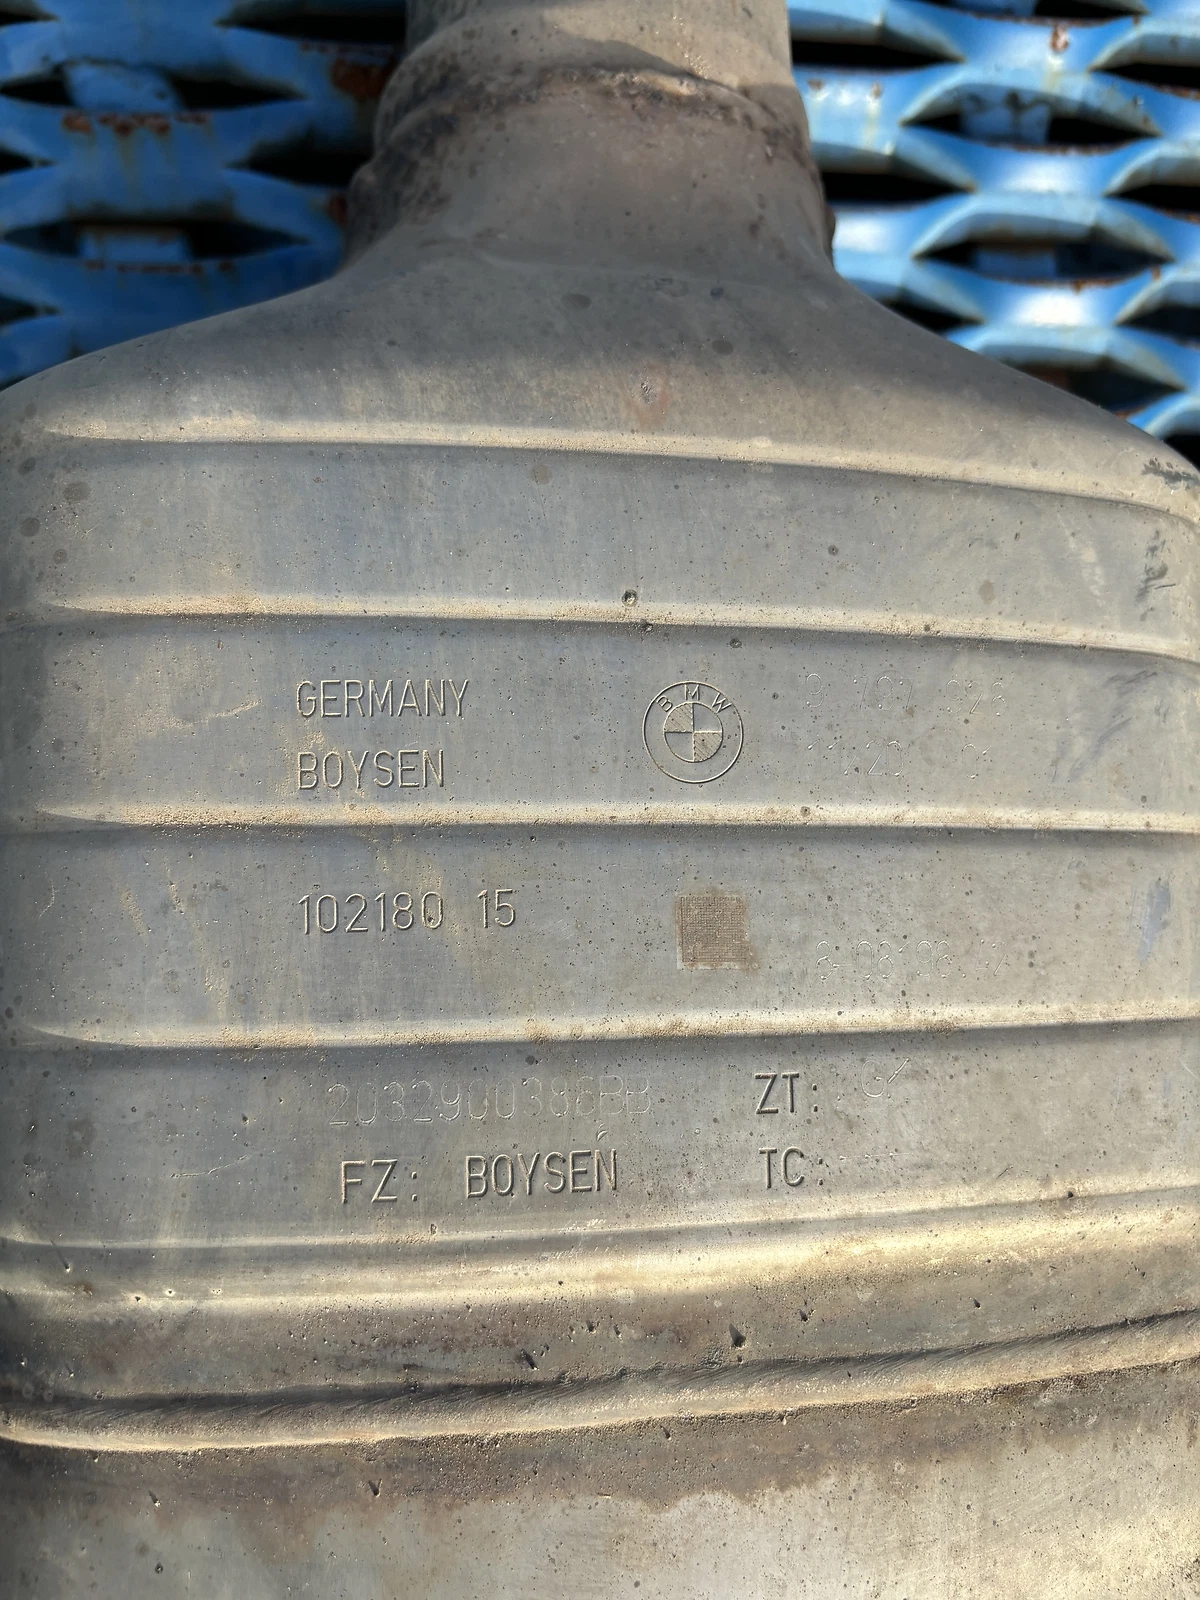 GERMANY
BOYSEN
BMW
102180 15
2032900386BB
ZT:
FZ: BOYSEN
TC: